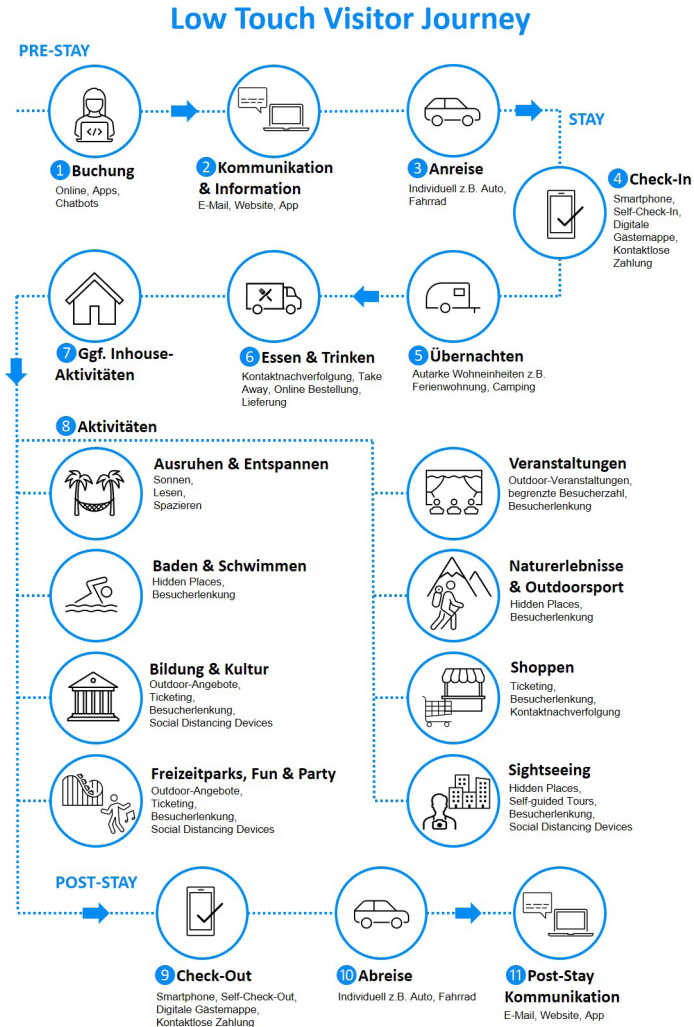 Low Touch Visitor Journey
PRE-STAY
1 Buchung
Online, Apps,
Chatbots
2 Kommunikation
& Information
E-Mail, Website, App
3 Anreise
Individuell z.B. Auto,
Fahrrad
STAY
4 Check-In
Smartphone,
Self-Check-In,
Digitale
Gästemappe,
Kontaktlose
Zahlung
5 Übernachten
Autarke Wohneinheiten z.B.
Ferienwohnung, Camping
6 Essen & Trinken
Kontaktnachverfolgung, Take
Away, Online Bestellung,
Lieferung
7 Ggf. Inhouse-
Aktivitäten
8 Aktivitäten
Ausruhen & Entspannen
Sonnen,
Lesen,
Spazieren
Baden & Schwimmen
Hidden Places,
Besucherlenkung
Bildung & Kultur
Outdoor-Angebote,
Ticketing,
Besucherlenkung,
Social Distancing Devices
Freizeitparks, Fun & Party
Outdoor-Angebote,
Ticketing,
Besucherlenkung,
Social Distancing Devices
Veranstaltungen
Outdoor-Veranstaltungen,
begrenzte Besucherzahl,
Besucherlenkung
Naturerlebnisse
& Outdoorsport
Hidden Places,
Besucherlenkung
Shoppen
Ticketing,
Besucherlenkung,
Kontaktnachverfolgung
Sightseeing
Hidden Places,
Self-guided Tours,
Besucherlenkung,
Social Distancing Devices
POST-STAY
9 Check-Out
Smartphone, Self-Check-Out,
Digitale Gästemappe,
Kontaktlose Zahlung
10 Abreise
Individuell z.B. Auto, Fahrrad
11 Post-Stay
Kommunikation
E-Mail, Website, App